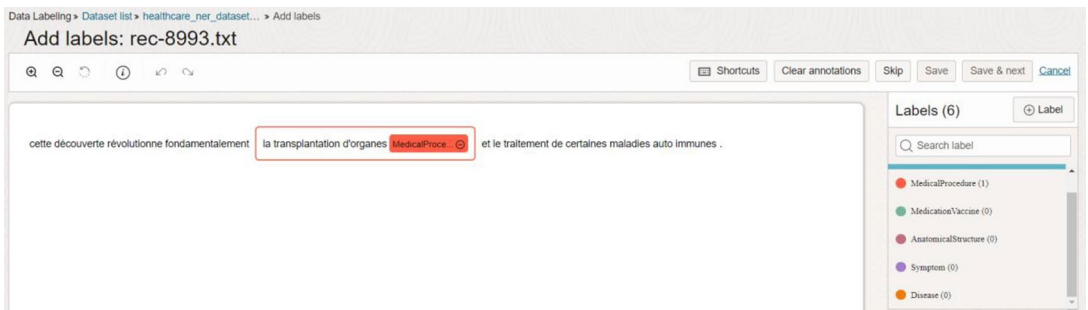 Data Labeling » Dataset list » healthcare_ner_dataset... » Add labels
Add labels: rec-8993.txt
Shortcuts Clear annotations Skip Save Save & next Cancel
cette découverte révolutionne fondamentalement la transplantation d'organes MedicalProce... et le traitement de certaines maladies auto immunes .
Labels (6) Label
Search label
MedicalProcedure (1)
MedicationVaccine (0)
AnatomicalStructure (0)
Symptom (0)
Disease (0)